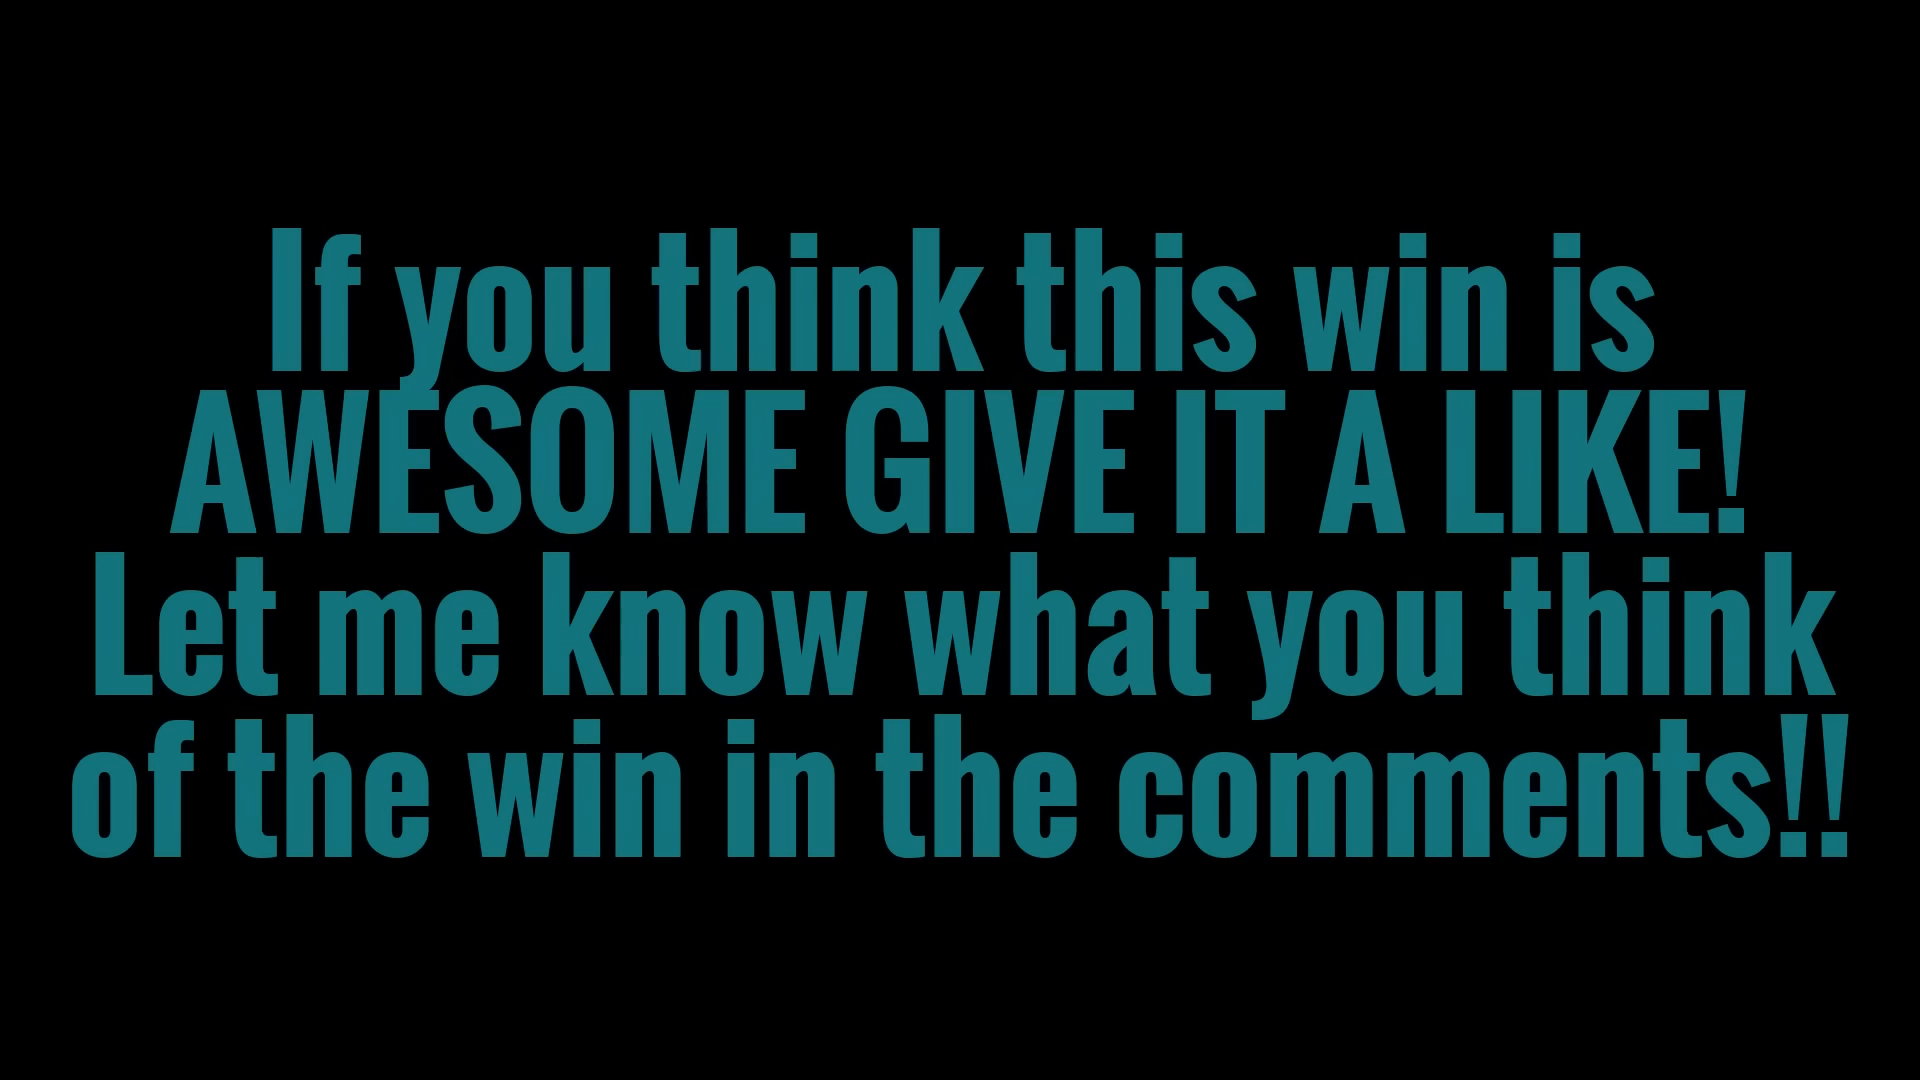 If you think this win is
AWESOME GIVE IT A LIKE!
Let me know what you think
of the win in the comments!!